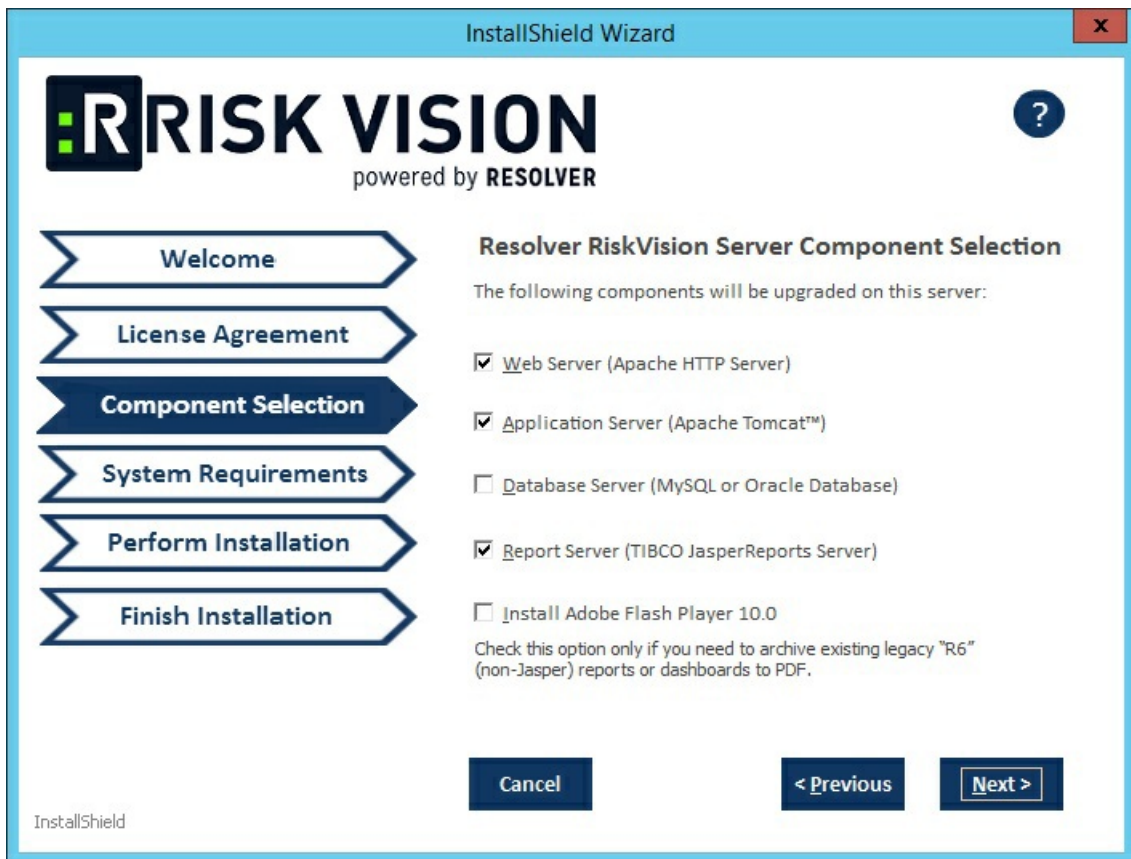 InstallShield Wizard
x
:R RISK VISION
powered by RESOLVER
?
Welcome
License Agreement
Component Selection
System Requirements
Perform Installation
Finish Installation
Resolver RiskVision Server Component Selection
The following components will be upgraded on this server:
Web Server (Apache HTTP Server)
Application Server (Apache Tomcat™)
Database Server (MySQL or Oracle Database)
Report Server (TIBCO JasperReports Server)
Install Adobe Flash Player 10.0
Check this option only if you need to archive existing legacy “R6”
(non-Jasper) reports or dashboards to PDF.
Cancel
< Previous
Next >
InstallShield